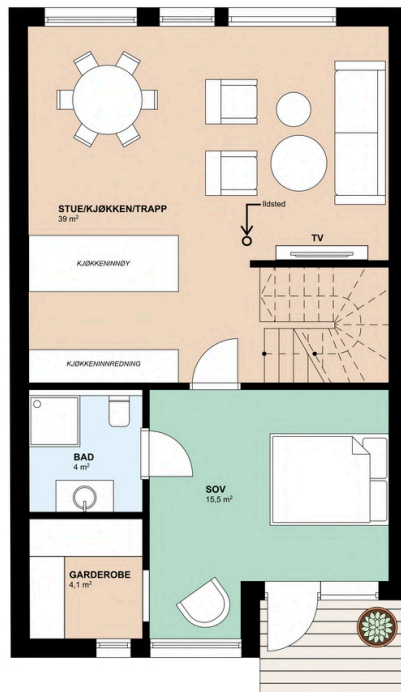 STUE/KJØKKEN/TRAPP
39 m²
Ildsted
TV
KJØKKENINNØY
KJØKKENINNREDNING
BAD
4 m²
SOV
15,5 m²
GARDEROBE
4,1 m²